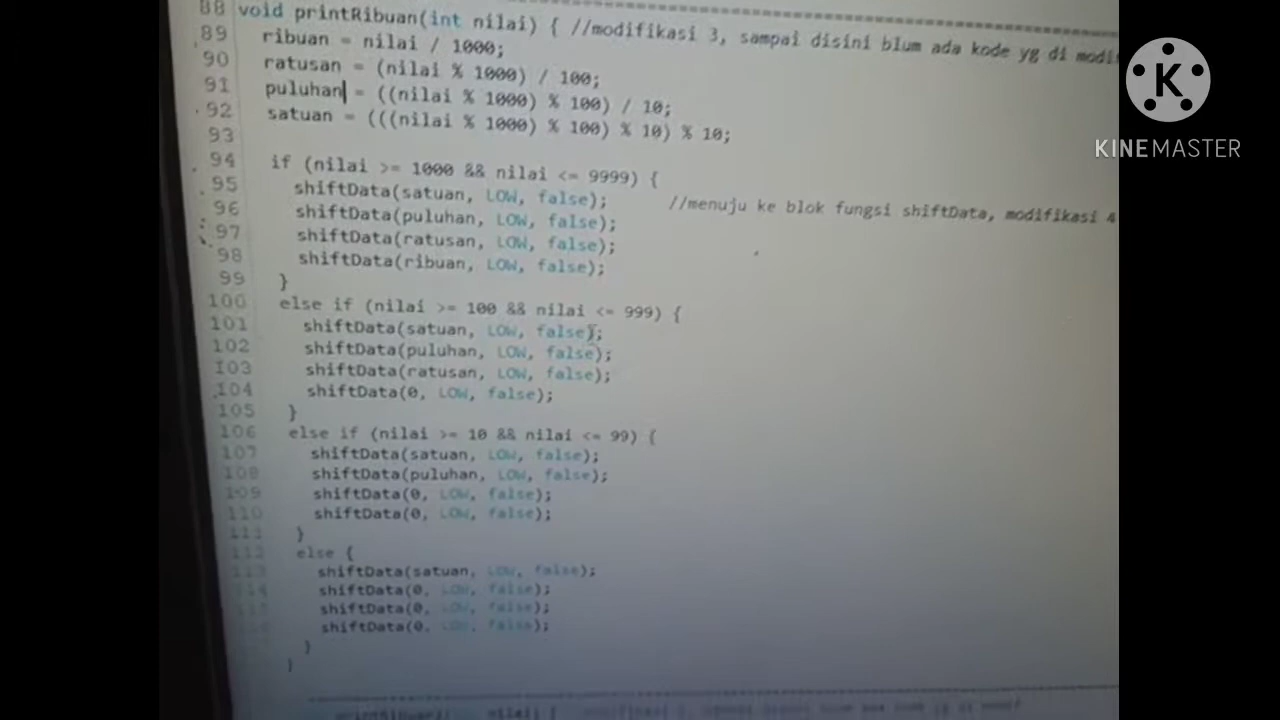 88 void printRibuan(int nilai) { //modifikasi 3, sampai disini blum ada kode yg di modi
89 ribuan = nilai / 1000;
90 ratusan = (nilai % 1000) / 100;
91 puluhan = ((nilai % 1000) % 100) / 10;
92 satuan = (((nilai % 1000) % 100) % 10) % 10;
93
94 if (nilai >= 1000 && nilai <= 9999) {
95 shiftData(satuan, LOW, false); //menuju ke blok fungsi shiftData, modifikasi 4
96 shiftData(puluhan, LOW, false);
97 shiftData(ratusan, LOW, false);
98 shiftData(ribuan, LOW, false);
99 }
100 else if (nilai >= 100 && nilai <= 999) {
101 shiftData(satuan, LOW, false);
102 shiftData(puluhan, LOW, false);
103 shiftData(ratusan, LOW, false);
104 shiftData(0, LOW, false);
105 }
106 else if (nilai >= 10 && nilai <= 99) {
107 shiftData(satuan, LOW, false);
108 shiftData(puluhan, LOW, false);
109 shiftData(0, LOW, false);
110 shiftData(0, LOW, false);
111 }
112 else {
113 shiftData(satuan, LOW, false);
114 shiftData(0, LOW, false);
115 shiftData(0, LOW, false);
shiftData(0, LOW, false);
}
}
K
KINEMASTER